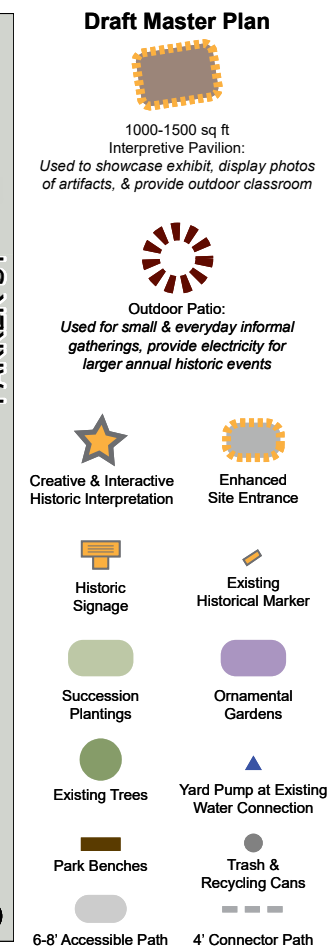 Draft Master Plan
1000-1500 sq ft
Interpretive Pavilion:
Used to showcase exhibit, display photos
of artifacts, & provide outdoor classroom
Outdoor Patio:
Used for small & everyday informal
gatherings, provide electricity for
larger annual historic events
Creative & Interactive
Historic Interpretation
Enhanced
Site Entrance
Historic
Signage
Existing
Historical Marker
Succession
Plantings
Ornamental
Gardens
Existing Trees
Yard Pump at Existing
Water Connection
Park Benches
Trash &
Recycling Cans
6-8' Accessible Path
4' Connector Path